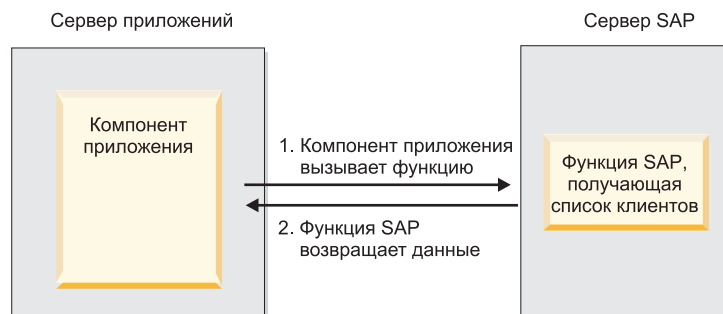 Сервер приложений
Сервер SAP
Компонент
приложения
1. Компонент приложения
вызывает функцию
Функция SAP,
получающая
список клиентов
2. Функция SAP
возвращает данные